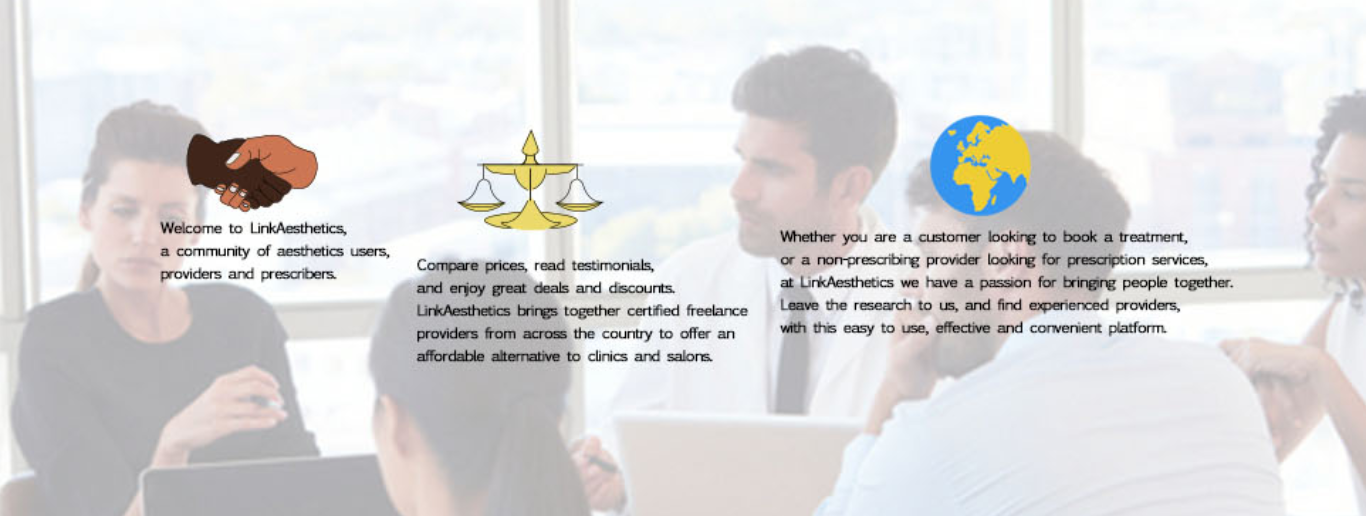 Welcome to LinkAesthetics,
a community of aesthetics users,
providers and prescribers.
Compare prices, read testimonials,
and enjoy great deals and discounts.
LinkAesthetics brings together certified freelance
providers from across the country to offer an
affordable alternative to clinics and salons.
Whether you are a customer looking to book a treatment,
or a non-prescribing provider looking for prescription services,
at LinkAesthetics we have a passion for bringing people together.
Leave the research to us, and find experienced providers,
with this easy to use, effective and convenient platform.